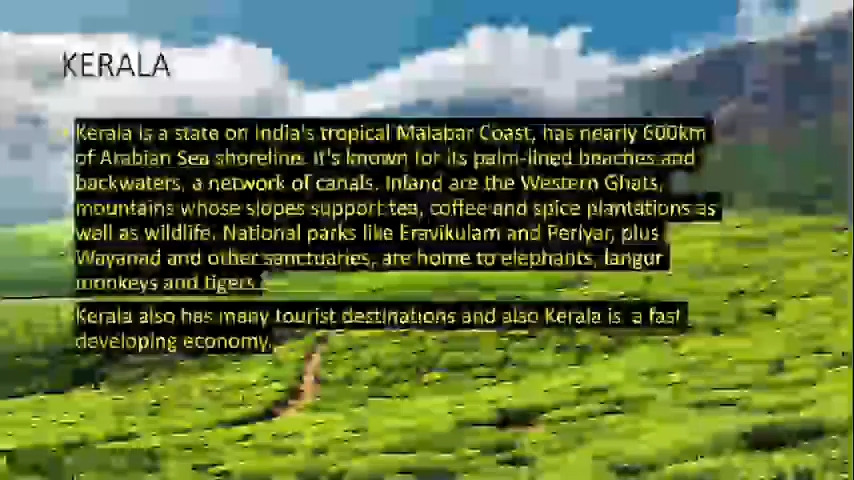 KERALA
Kerala is a state on India's tropical Malabar Coast, has nearly 600km
of Arabian Sea shoreline. It's known for its palm-lined beaches and
backwaters, a network of canals. Inland are the Western Ghats,
mountains whose slopes support tea, coffee and spice plantations as
well as wildlife. National parks like Eravikulam and Periyar, plus
Wayanad and other sanctuaries, are home to elephants, langur
monkeys and tigers.
Kerala also has many tourist destinations and also Kerala is a fast
developing economy.